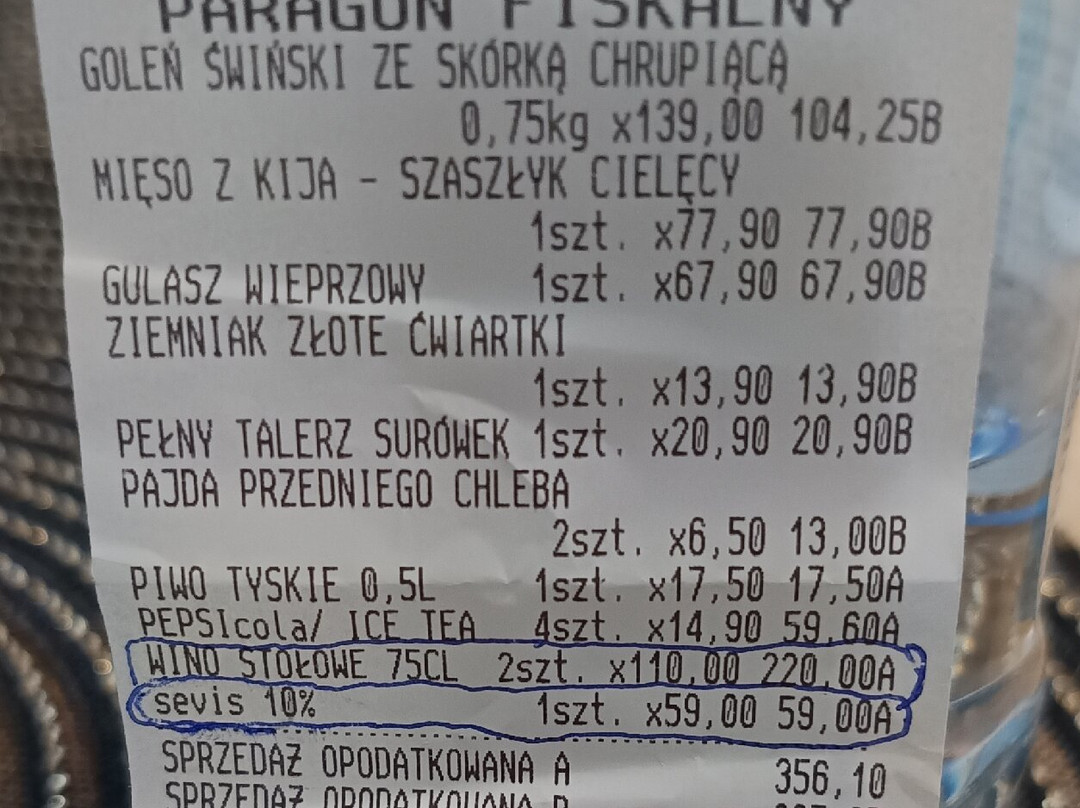 PARAGON FISKALNY
GOLEŃ ŚWIŃSKI ZE SKÓRKĄ CHRUPIĄCĄ
0,75kg x139,00 104,25B
MIĘSO Z KIJA - SZASZŁYK CIELĘCY
1szt. x77,90 77,90B
GULASZ WIEPRZOWY 1szt. x67,90 67,90B
ZIEMNIAK ZŁOTE ĆWIARTKI
1szt. x13,90 13,90B
PEŁNY TALERZ SURÓWEK 1szt. x20,90 20,90B
PAJDA PRZEDNIEGO CHLEBA
2szt. x6,50 13,00B
PIWO TYSKIE 0,5L 1szt. x17,50 17,50A
PEPSIcola/ ICE TEA 4szt. x14,90 59,60A
WINO STOŁOWE 75CL 2szt. x110,00 220,00A
sevis 10% 1szt. x59,00 59,00A
SPRZEDAŻ OPODATKOWANA A 356,10
SPRZEDAŻ OPODATKOWANA